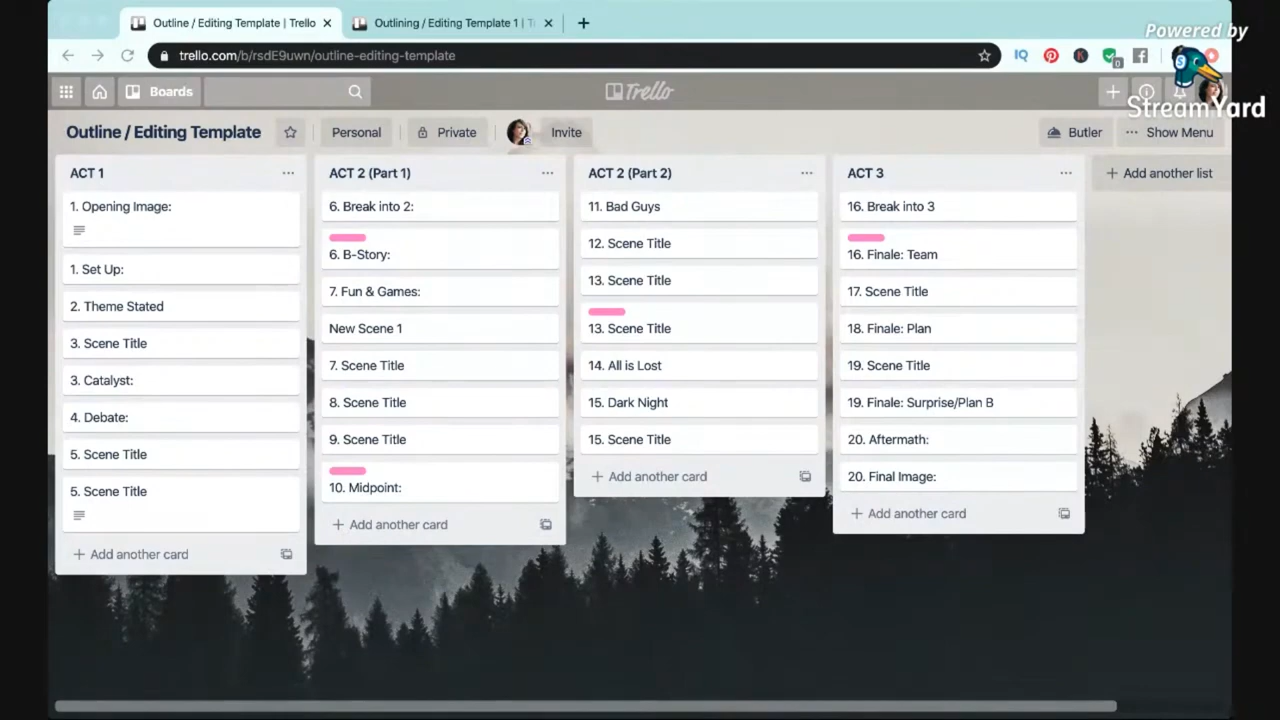 Outline / Editing Template | Trello
Outlining / Editing Template 1 | T
Powered by
trello.com/b/rsdE9uwn/outline-editing-template
IQ
0
StreamYard
Boards
Trello
Outline / Editing Template
Personal
Private
Invite
Butler
Show Menu
ACT 1
1. Opening Image:
1. Set Up:
2. Theme Stated
3. Scene Title
3. Catalyst:
4. Debate:
5. Scene Title
5. Scene Title
+ Add another card
ACT 2 (Part 1)
6. Break into 2:
6. B-Story:
7. Fun & Games:
New Scene 1
7. Scene Title
8. Scene Title
9. Scene Title
10. Midpoint:
+ Add another card
ACT 2 (Part 2)
11. Bad Guys
12. Scene Title
13. Scene Title
13. Scene Title
14. All is Lost
15. Dark Night
15. Scene Title
+ Add another card
ACT 3
16. Break into 3
16. Finale: Team
17. Scene Title
18. Finale: Plan
19. Scene Title
19. Finale: Surprise/Plan B
20. Aftermath:
20. Final Image:
+ Add another card
+ Add another list